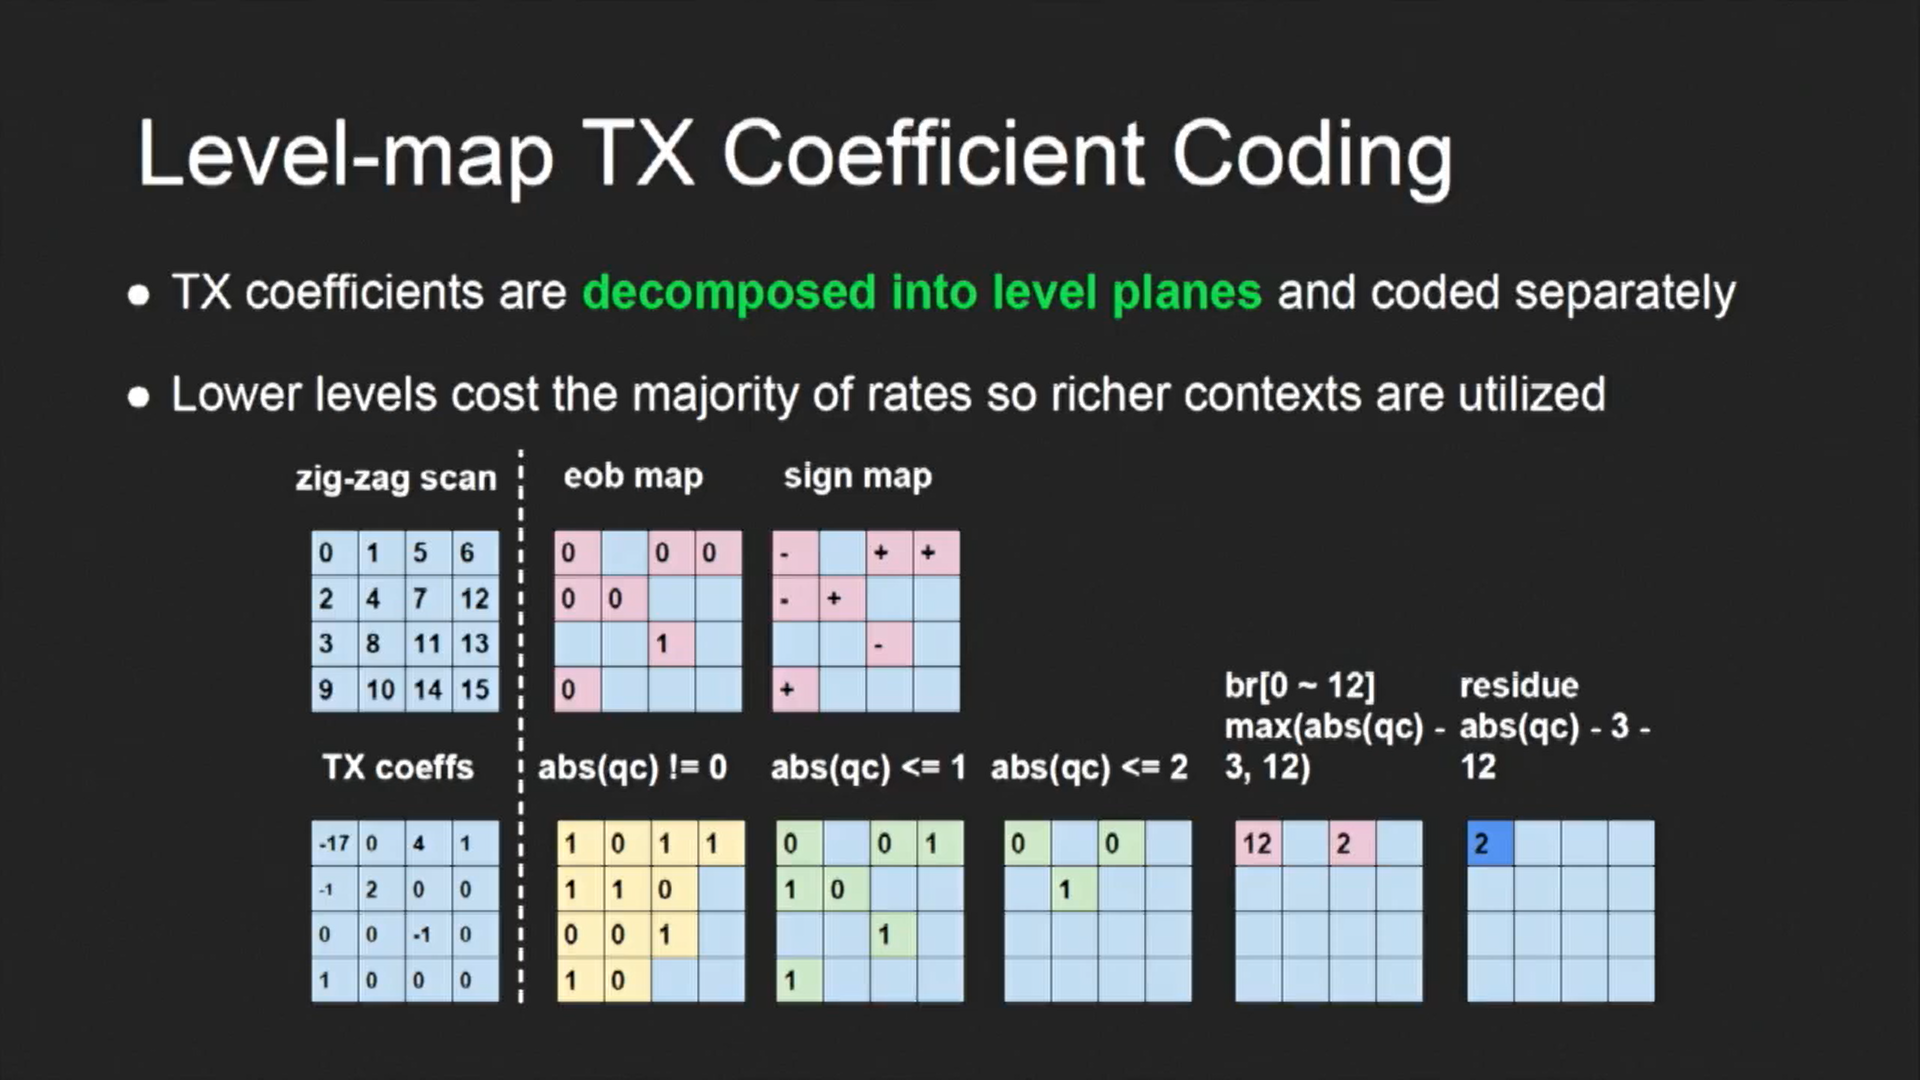 Level-map TX Coefficient Coding
● TX coefficients are decomposed into level planes and coded separately
● Lower levels cost the majority of rates so richer contexts are utilized
zig-zag scan
0 1 5 6
2 4 7 12
3 8 11 13
9 10 14 15
eob map
0 0 0
0 0
1
0
sign map
- + +
- +
-
+
TX coeffs
-17 0 4 1
-1 2 0 0
0 0 -1 0
1 0 0 0
abs(qc) != 0
1 0 1 1
1 1 0
0 0 1
1 0
abs(qc) <= 1
0 0 1
1 0
1
1
abs(qc) <= 2
0 0
1
br[0 ~ 12]
max(abs(qc) -
3, 12)
12 2
residue
abs(qc) - 3 -
12
2